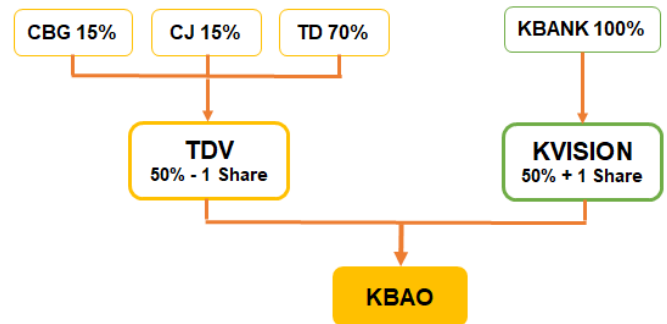 CBG 15%
CJ 15%
TD 70%
KBANK 100%
TDV
50% - 1 Share
KVISION
50% + 1 Share
KBAO